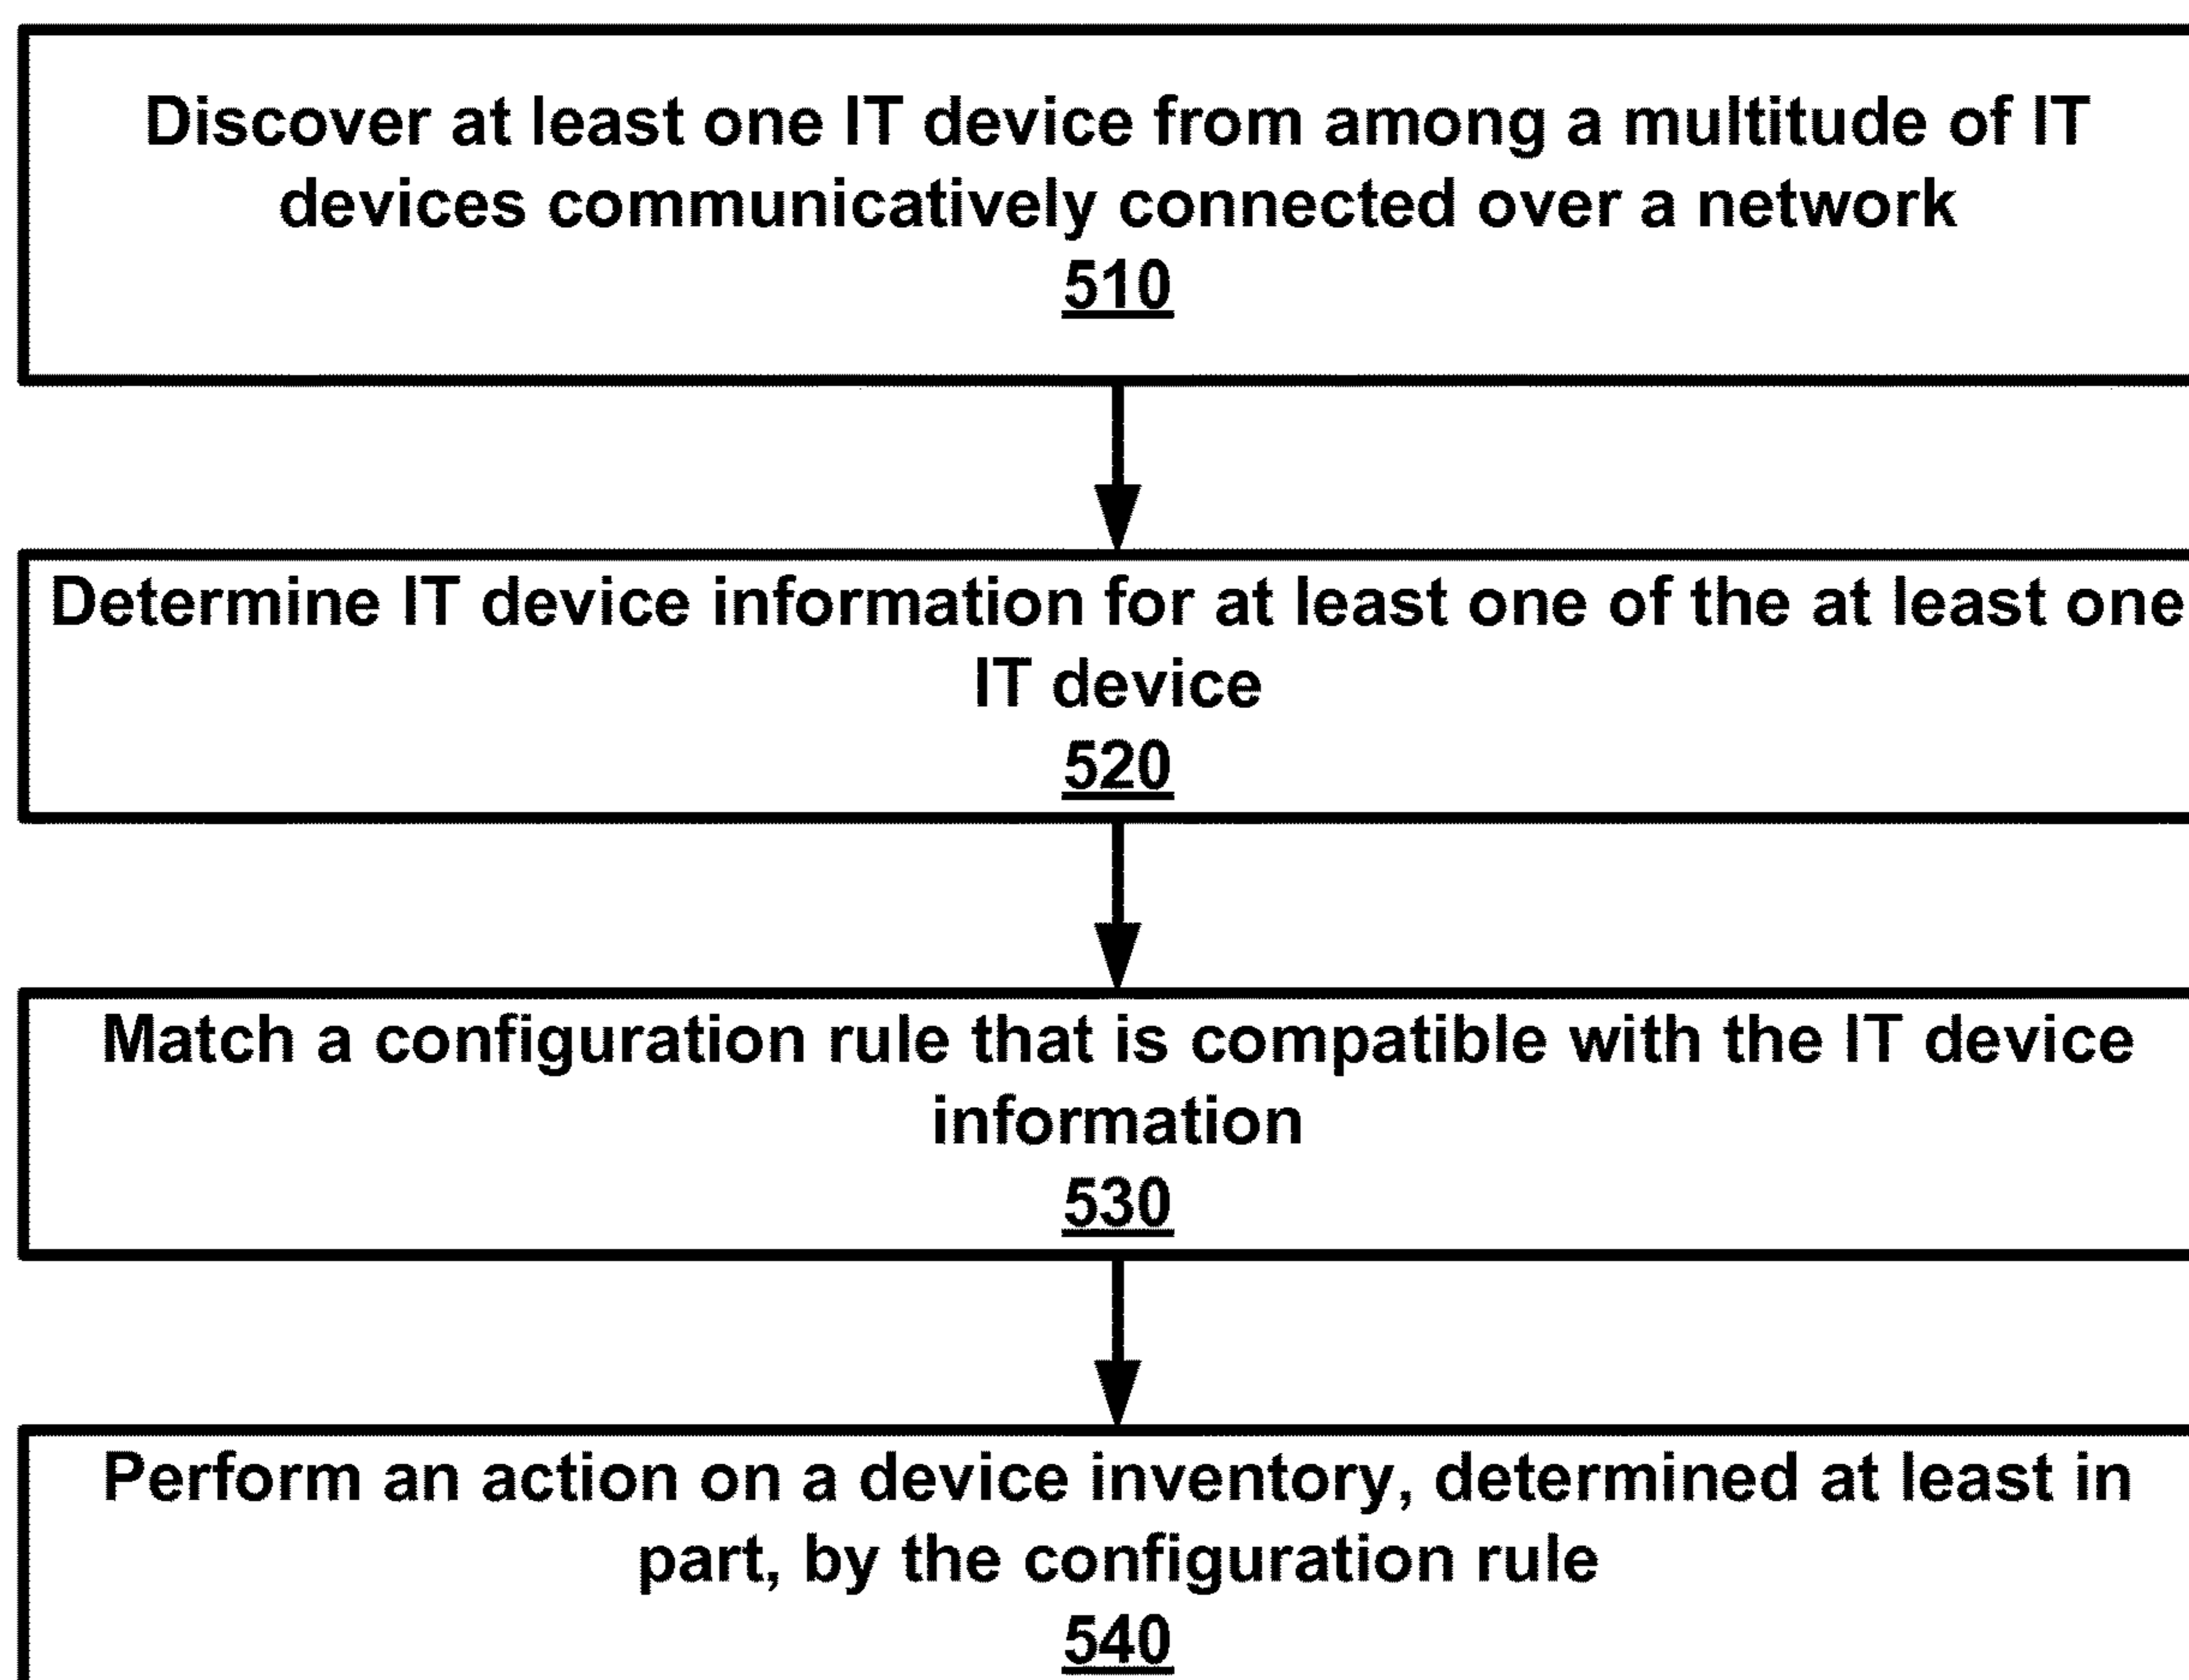 Discover at least one IT device from among a multitude of IT
devices communicatively connected over a network
510
Determine IT device information for at least one of the at least one
IT device
520
Match a configuration rule that is compatible with the IT device
information
530
Perform an action on a device inventory, determined at least in
part, by the configuration rule
540